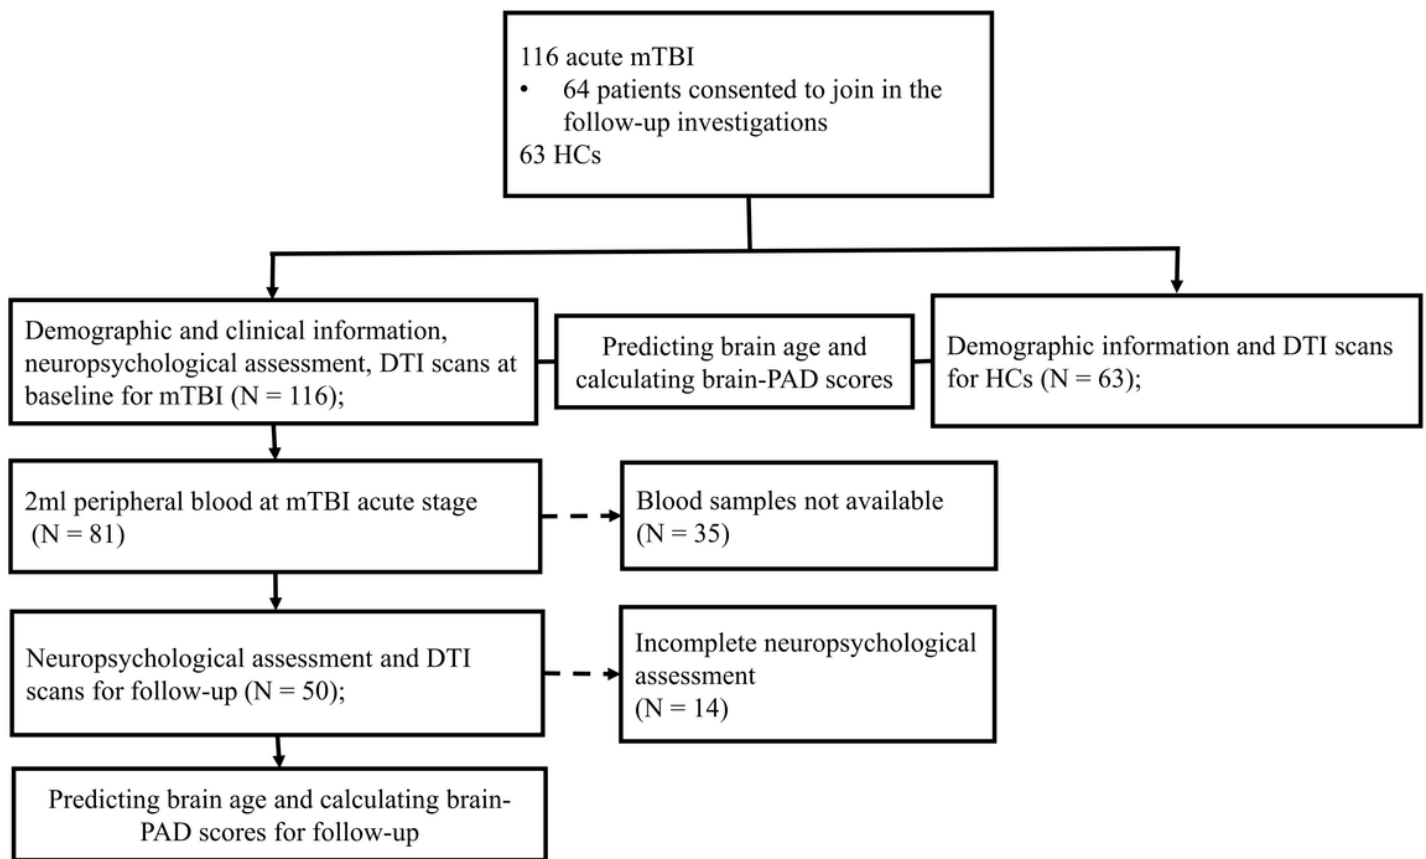 116 acute mTBI
• 64 patients consented to join in the
follow-up investigations
63 HCs
Demographic and clinical information,
neuropsychological assessment, DTI scans at
baseline for mTBI (N = 116);
Predicting brain age and
calculating brain-PAD scores
Demographic information and DTI scans
for HCs (N = 63);
2ml peripheral blood at mTBI acute stage
(N = 81)
Blood samples not available
(N = 35)
Neuropsychological assessment and DTI
scans for follow-up (N = 50);
Incomplete neuropsychological
assessment
(N = 14)
Predicting brain age and calculating brain-
PAD scores for follow-up